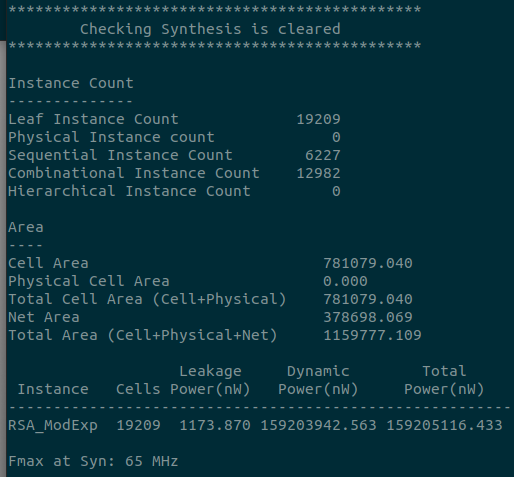 **********************************************
Checking Synthesis is cleared
**********************************************
Instance Count
--------------
Leaf Instance Count 19209
Physical Instance count 0
Sequential Instance Count 6227
Combinational Instance Count 12982
Hierarchical Instance Count 0
Area
----
Cell Area 781079.040
Physical Cell Area 0.000
Total Cell Area (Cell+Physical) 781079.040
Net Area 378698.069
Total Area (Cell+Physical+Net) 1159777.109
Leakage Dynamic Total
Instance Cells Power(nW) Power(nW) Power(nW)
--------------------------------------------------------
RSA_ModExp 19209 1173.870 159203942.563 159205116.433
Fmax at Syn: 65 MHz